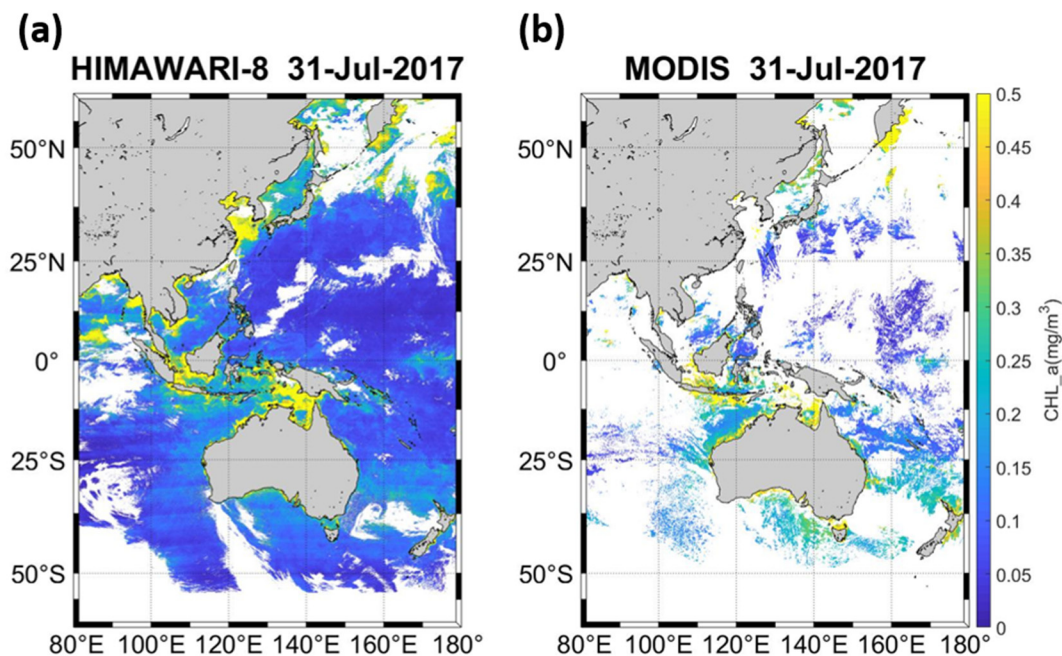 (a)
(b)
HIMAWARI-8 31-Jul-2017
MODIS 31-Jul-2017
50°N
25°N
0°
25°S
50°S
80°E 100°E 120°E 140°E 160°E 180°
50°N
25°N
0°
25°S
50°S
80°E 100°E 120°E 140°E 160°E 180°
0.5
0.45
0.4
0.35
0.3
0.25
0.2
0.15
0.1
0.05
0
CHL_a(mg/m³)